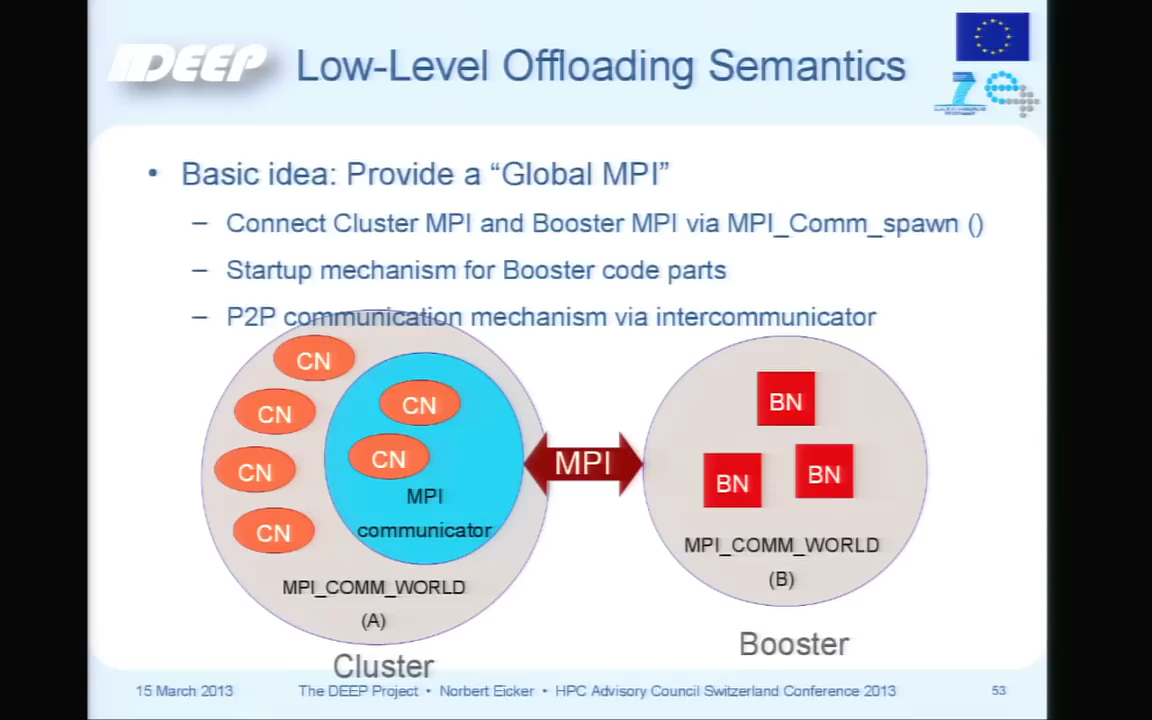 DEEP
Low-Level Offloading Semantics
• Basic idea: Provide a “Global MPI”
– Connect Cluster MPI and Booster MPI via MPI_Comm_spawn ()
– Startup mechanism for Booster code parts
– P2P communication mechanism via intercommunicator
CN
CN
CN
CN
CN
CN
MPI
communicator
MPI_COMM_WORLD
(A)
Cluster
MPI
BN
BN
BN
MPI_COMM_WORLD
(B)
Booster
15 March 2013
The DEEP Project • Norbert Eicker • HPC Advisory Council Switzerland Conference 2013
53